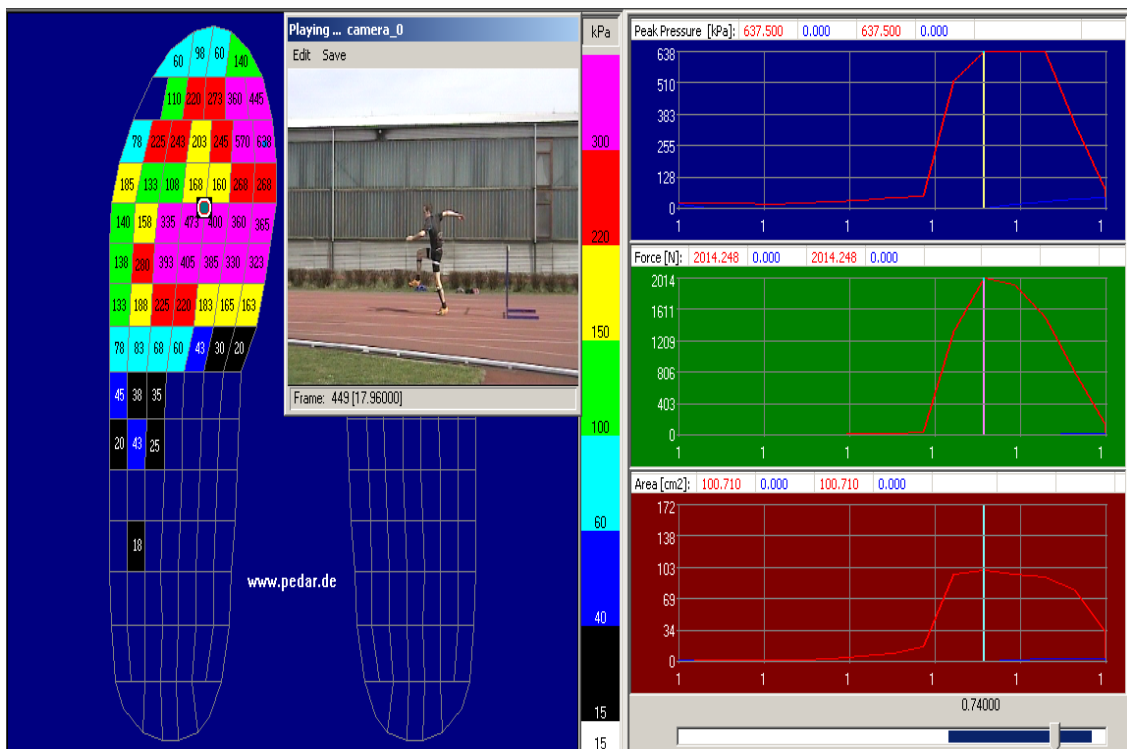 60 98 60 140
110 220 273 360 445
78 225 243 203 245 570 638
185 133 108 168 160 268 268
140 158 335 473 400 360 365
138 280 393 405 385 330 323
133 188 225 220 183 165 163
78 83 68 60 43 30 20
45 38 35
20 43 25
18
www.pedar.de
Playing ... camera_0
Edit Save
Frame: 449 [17.96000]
kPa
300
220
150
100
60
40
15
15
Peak Pressure [kPa]: 637.500 0.000 637.500 0.000
638
510
383
255
128
0
1 1 1 1 1 1
Force [N]: 2014.248 0.000 2014.248 0.000
2014
1611
1209
806
403
0
1 1 1 1 1 1
Area [cm2]: 100.710 0.000 100.710 0.000
172
138
103
69
34
0
1 1 1 1 1 1
0.74000